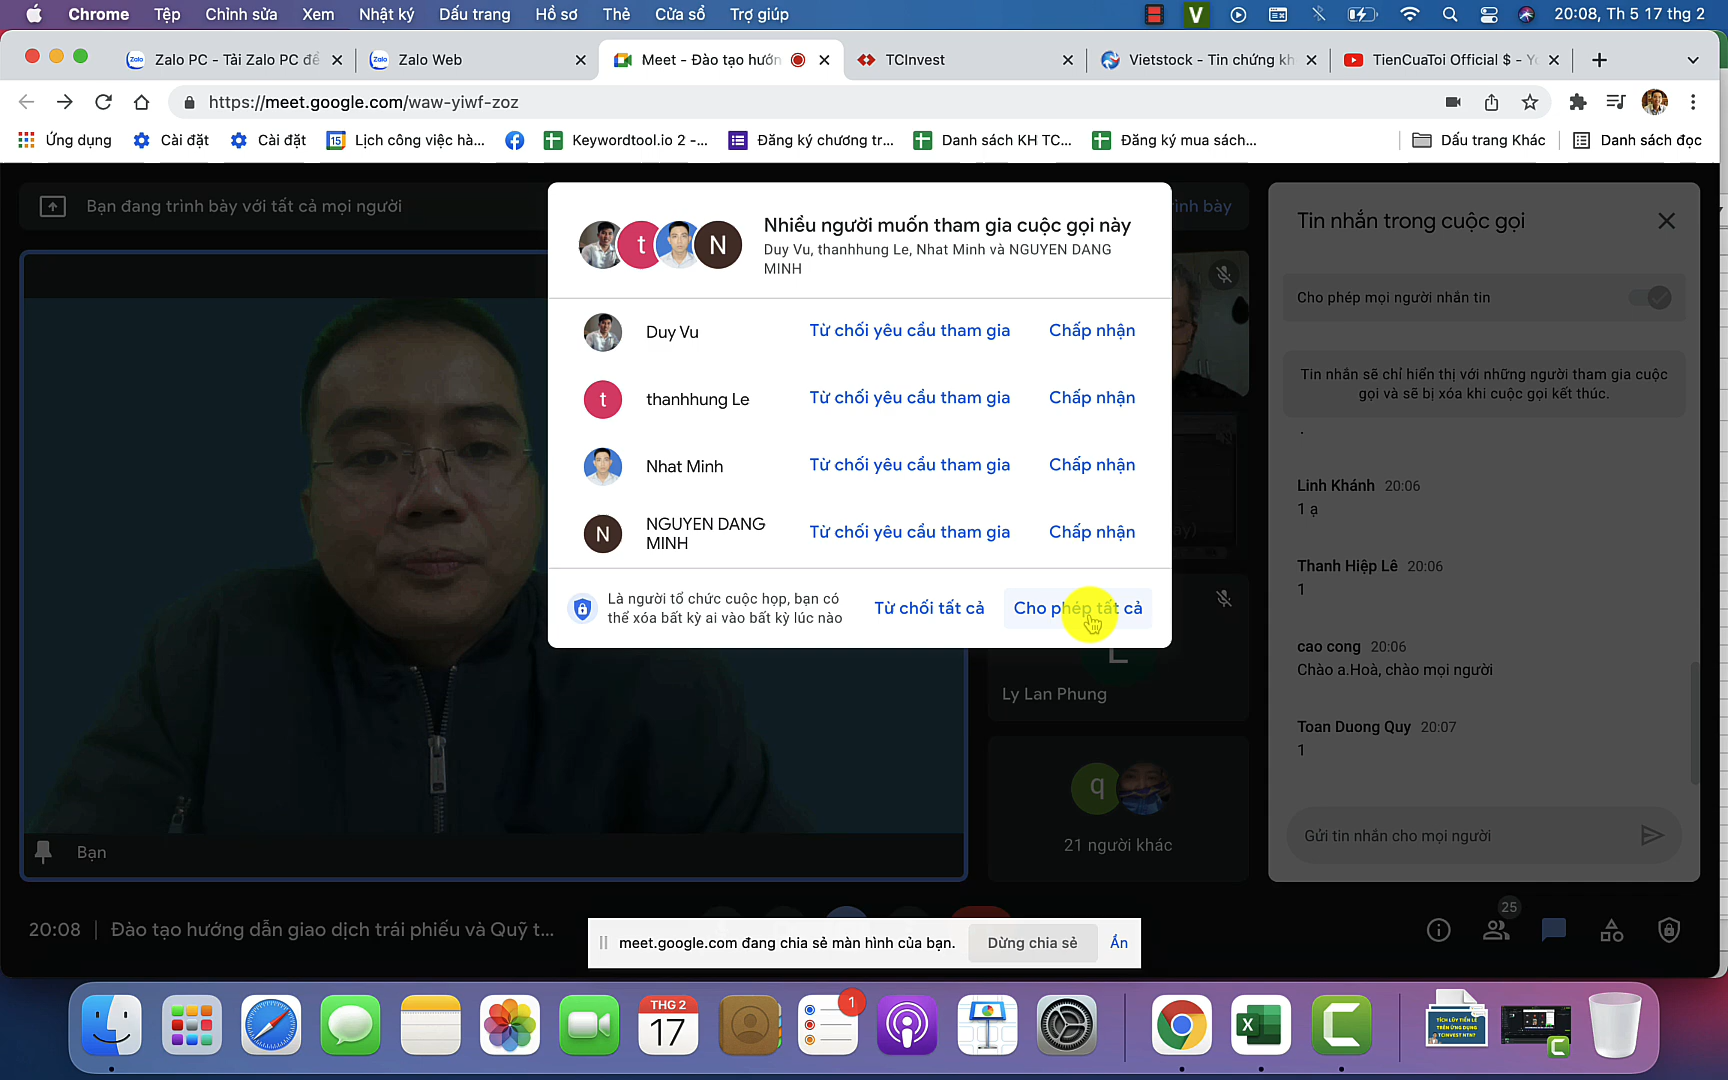 Chrome Tệp Chỉnh sửa Xem Nhật ký Dấu trang Hồ sơ Thẻ Cửa sổ Trợ giúp
V
20:08, Th 5 17 thg 2
Zalo PC - Tải Zalo PC để
Zalo Web
Meet - Đào tạo hướn
TCInvest
Vietstock - Tin chứng kh
TienCuaToi Official $ - Yo
https://meet.google.com/waw-yiwf-zoz
Ứng dụng
Cài đặt
Cài đặt
15
Lịch công việc hà...
Keywordtool.io 2 -...
Đăng ký chương tr...
Danh sách KH TC...
Đăng ký mua sách...
Dấu trang Khác
Danh sách đọc
Bạn đang trình bày với tất cả mọi người
rình bày
t
N
Nhiều người muốn tham gia cuộc gọi này
Duy Vu, thanhhung Le, Nhat Minh và NGUYEN DANG
MINH
Duy Vu
Từ chối yêu cầu tham gia
Chấp nhận
t
thanhhung Le
Từ chối yêu cầu tham gia
Chấp nhận
Nhat Minh
Từ chối yêu cầu tham gia
Chấp nhận
N
NGUYEN DANG
MINH
Từ chối yêu cầu tham gia
Chấp nhận
Là người tổ chức cuộc họp, bạn có
thể xóa bất kỳ ai vào bất kỳ lúc nào
Từ chối tất cả
Cho phép tất cả
L
Ly Lan Phung
q
21 người khác
Bạn
Tin nhắn trong cuộc gọi
Cho phép mọi người nhắn tin
Tin nhắn sẽ chỉ hiển thị với những người tham gia cuộc
gọi và sẽ bị xóa khi cuộc gọi kết thúc.
.
Linh Khánh 20:06
1 ạ
Thanh Hiệp Lê 20:06
1
cao cong 20:06
Chào a.Hoà, chào mọi người
Toan Duong Quy 20:07
1
Gửi tin nhắn cho mọi người
20:08 | Đào tạo hướng dẫn giao dịch trái phiếu và Quỹ t...
25
meet.google.com đang chia sẻ màn hình của bạn.
Dừng chia sẻ
Ẩn
THG 2
17
1
X
C
TÍCH LŨY TIỀN LẺ
TRÊN ỨNG DỤNG
C